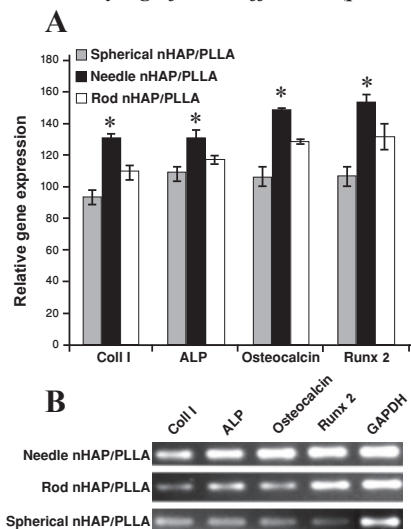 A
Spherical nHAP/PLLA
Needle nHAP/PLLA
Rod nHAP/PLLA
Relative gene expression
180
160
140
120
100
80
60
40
20
0
*
*
*
*
Coll I
ALP
Osteocalcin
Runx 2
B
Coll I
ALP
Osteocalcin
Runx 2
GAPDH
Needle nHAP/PLLA
Rod nHAP/PLLA
Spherical nHAP/PLLA